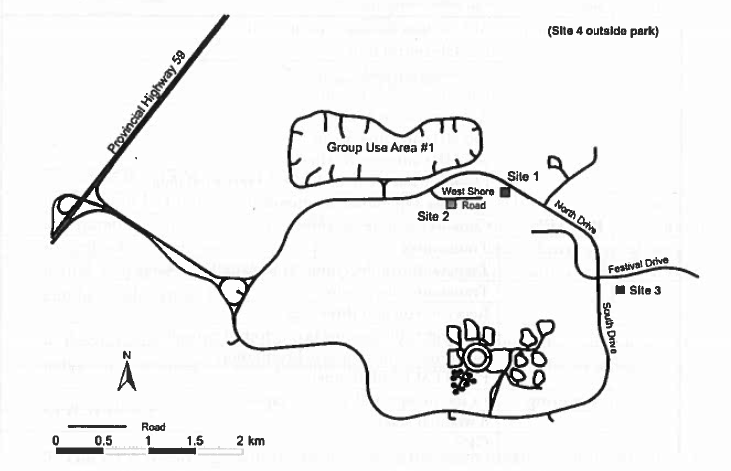 (Site 4 outside park)
Provincial Highway 59
Group Use Area #1
Site 1
West Shore
Road
Site 2
North Drive
Festival Drive
Site 3
South Drive
N
Road
0 0.5 1 1.5 2 km